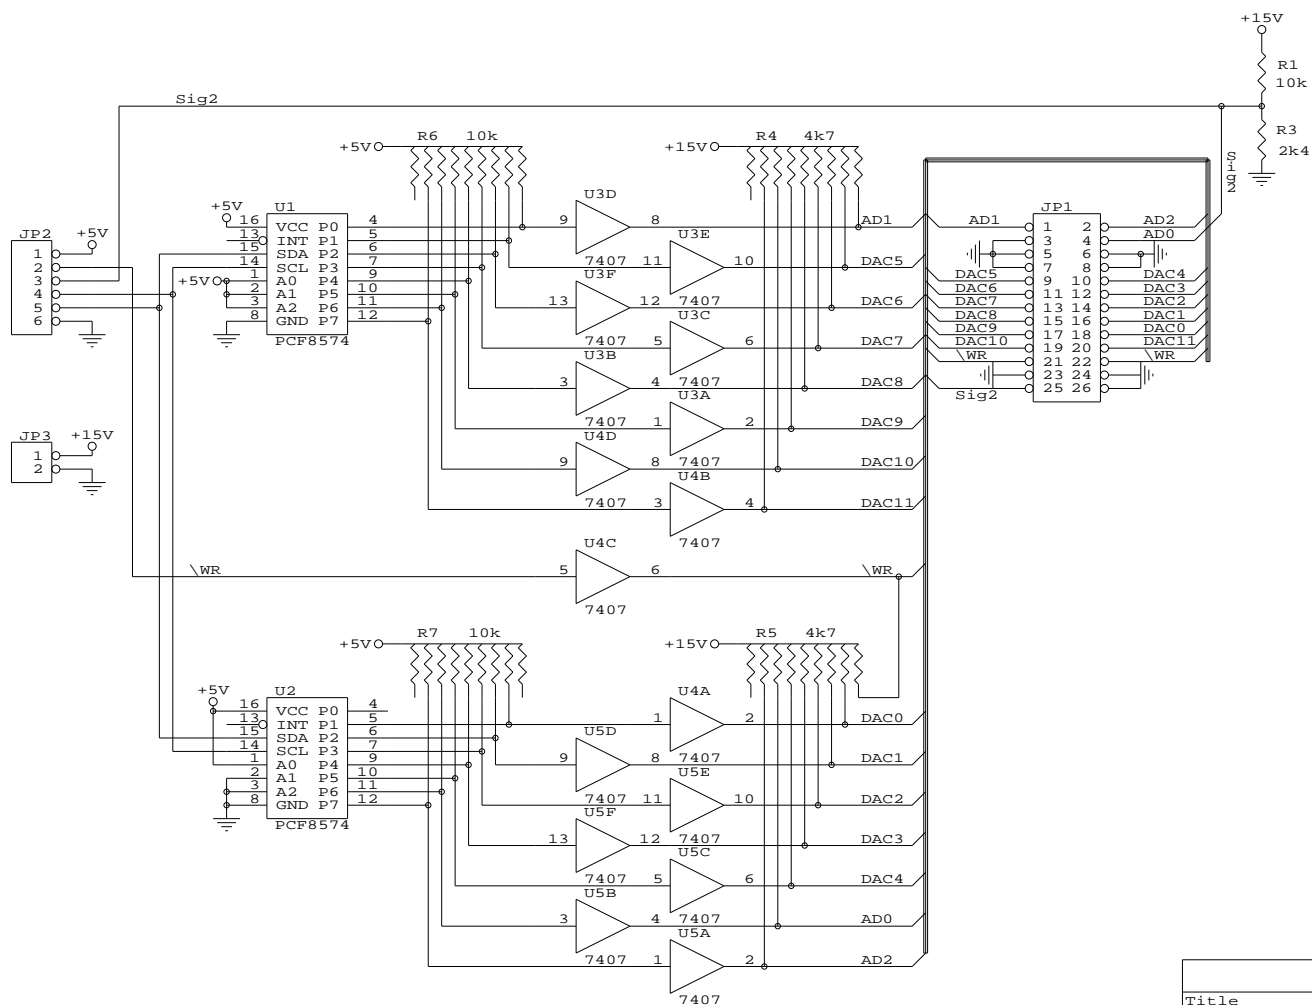 +15V
R1
10k
Sig2
R3
2k4
Sig2
R6 10k
+5V
R4 4k7
+15V
U3D
9 8
7407
AD1
U3E
11 10
7407
DAC5
U3F
13 12
7407
DAC6
U3C
5 6
7407
DAC7
U3B
3 4
7407
DAC8
U3A
1 2
7407
DAC9
U4D
9 8
7407
DAC10
U4B
3 4
7407
DAC11
U1
+5V
+5V
16 VCC P0 4
13 INT P1 5
15 SDA P2 6
14 SCL P3 7
1 A0 P4 9
2 A1 P5 10
3 A2 P6 11
8 GND P7 12
PCF8574
JP2
+5V
1
2
3
4
5
6
JP3
+15V
1
2
JP1
AD1 1 2 AD2
3 4 AD0
5 6
7 8
DAC5 9 10 DAC4
DAC6 11 12 DAC3
DAC7 13 14 DAC2
DAC8 15 16 DAC1
DAC9 17 18 DAC0
DAC10 19 20 DAC11
\WR 21 22 \WR
23 24
Sig2 25 26
\WR
U4C
5 6
7407
\WR
R7 10k
+5V
R5 4k7
+15V
U2
+5V
16 VCC P0 4
13 INT P1 5
15 SDA P2 6
14 SCL P3 7
1 A0 P4 9
2 A1 P5 10
3 A2 P6 11
8 GND P7 12
PCF8574
U4A
1 2
7407
DAC0
U5D
9 8
7407
DAC1
U5E
11 10
7407
DAC2
U5F
13 12
7407
DAC3
U5C
5 6
7407
DAC4
U5B
3 4
7407
AD0
U5A
1 2
7407
AD2
Title